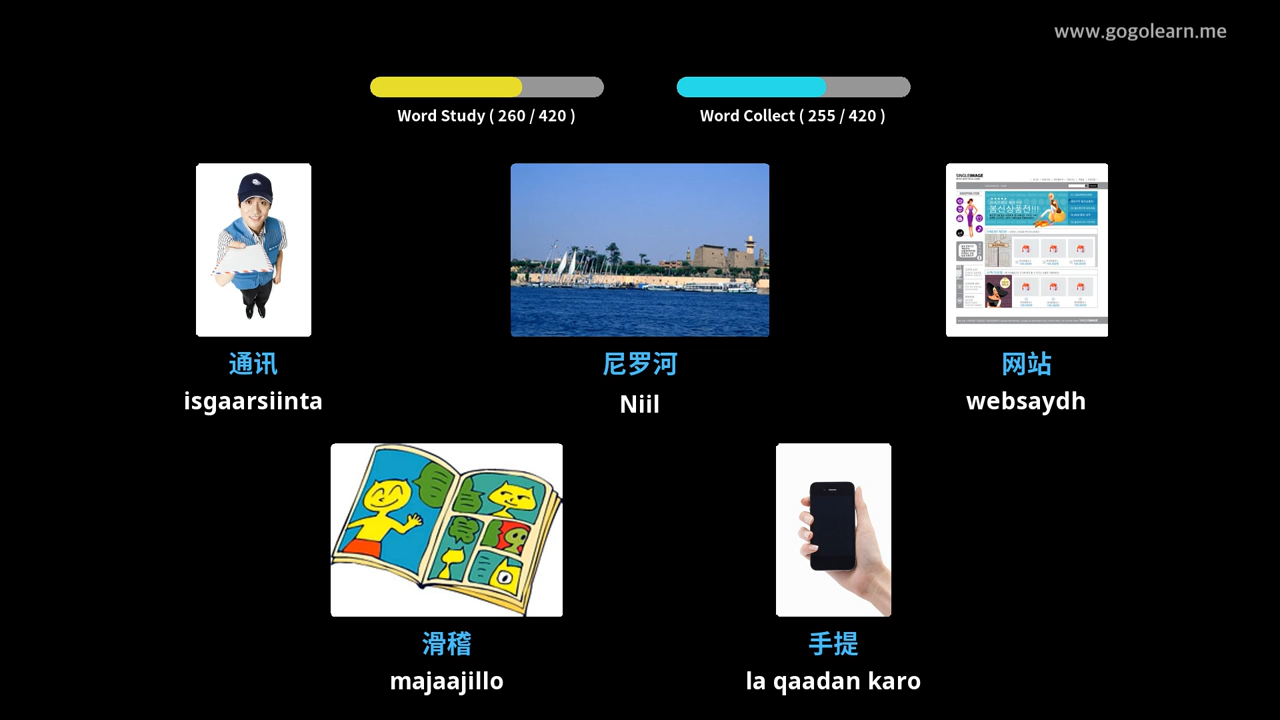 www.gogolearn.me
Word Study ( 260 / 420 )
Word Collect ( 255 / 420 )
通讯
尼罗河
网站
isgaarsiinta
Niil
websaydh
滑稽
手提
majaajillo
la qaadan karo